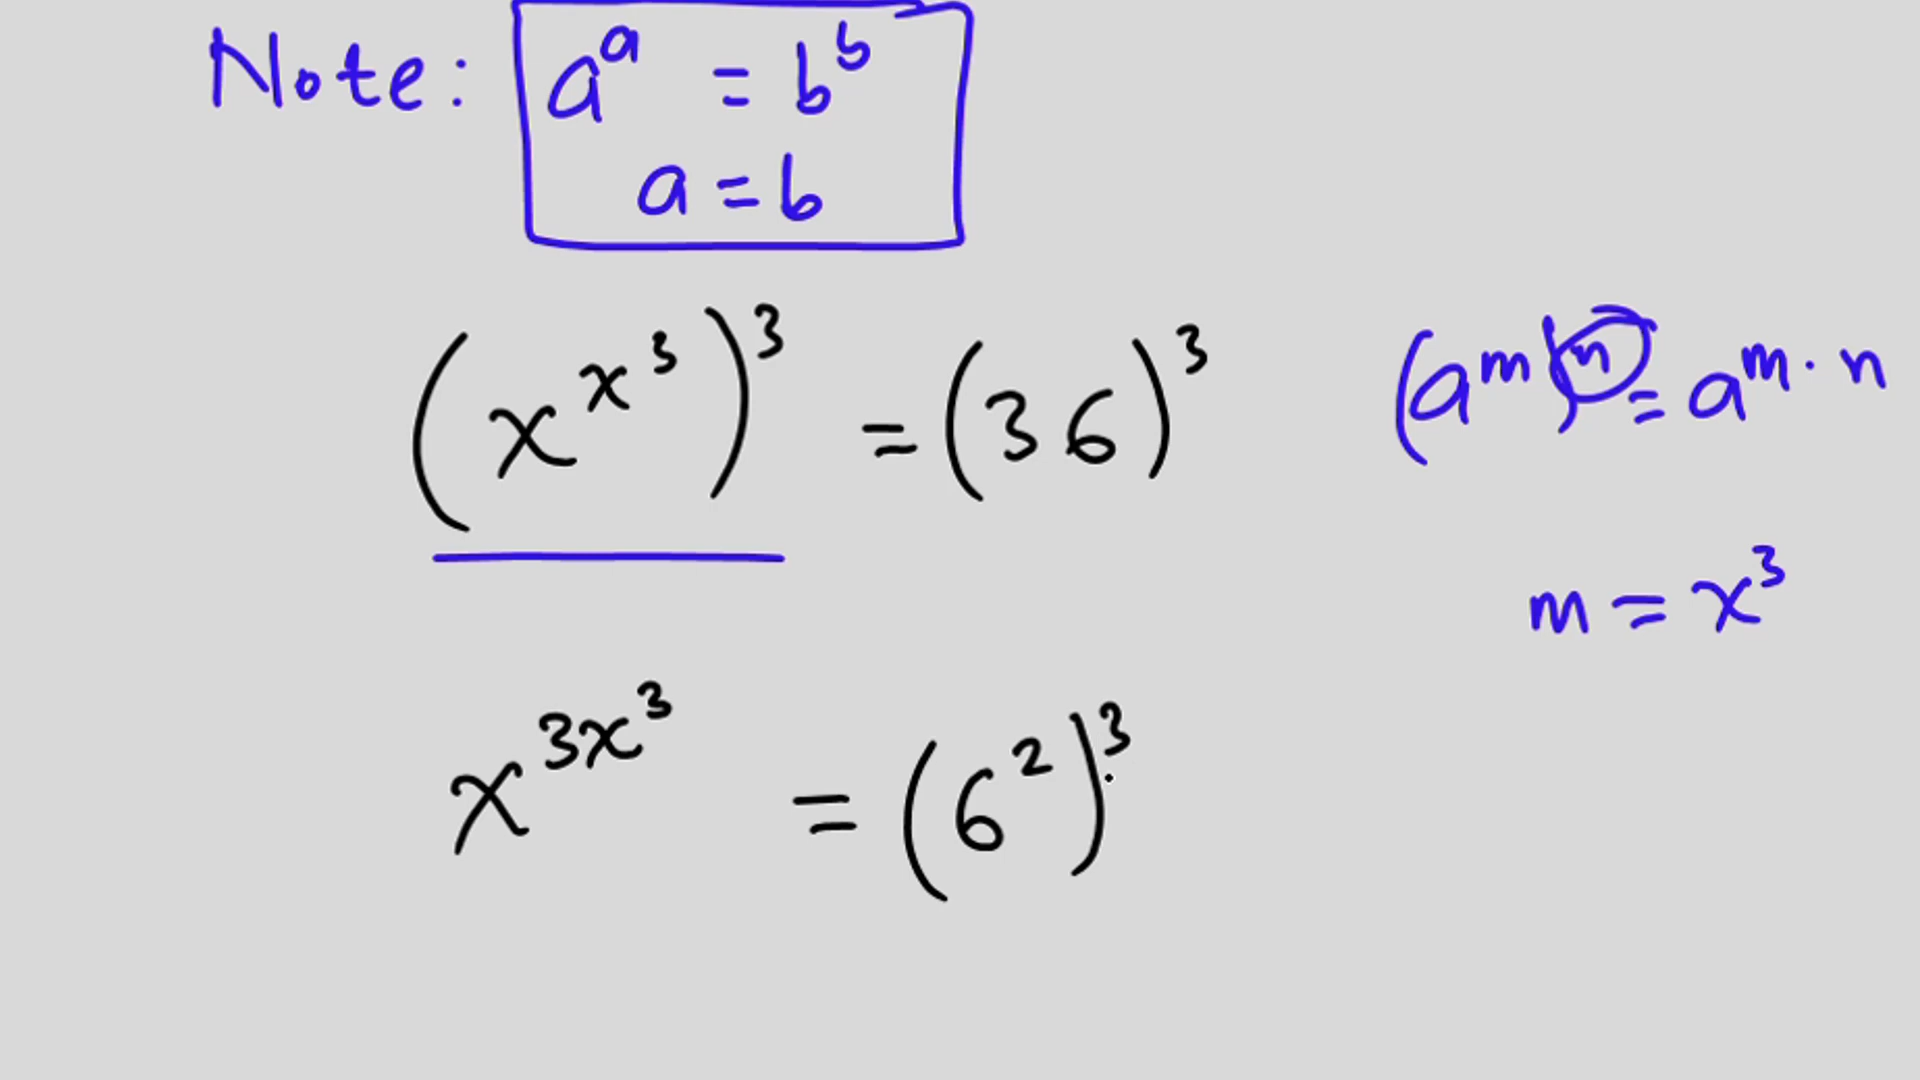 Note: a^a = b^b
a = b
(x^{x^3})^3 = (36)^3
(a^m)^n = a^{m·n}
m = x^3
x^{3x^3} = (6^2)^3